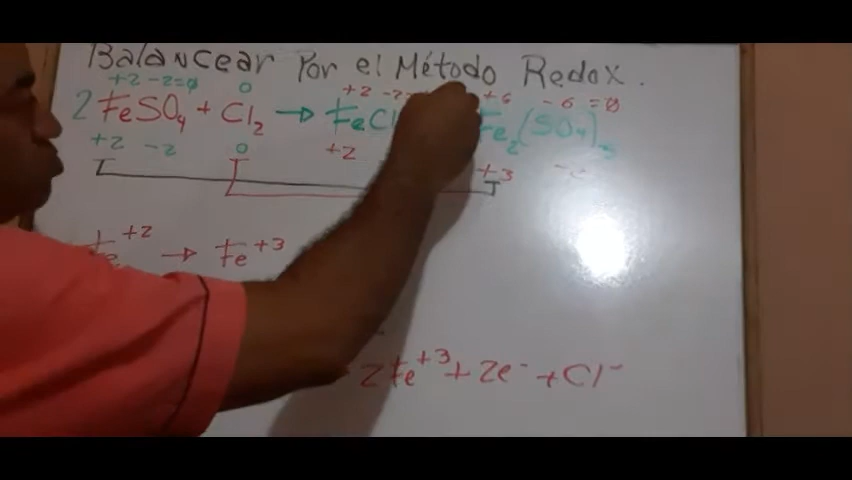 Balancear Por el Método Redox.
+2 -2=0 0 +2 -2 +6 -6 =0
2FeSO4 + Cl2 → FeCl Fe2(SO4)3
+2 -2 0 +2 +3
Fe+2 → Fe+3
2Fe+3 + 2e- + Cl-